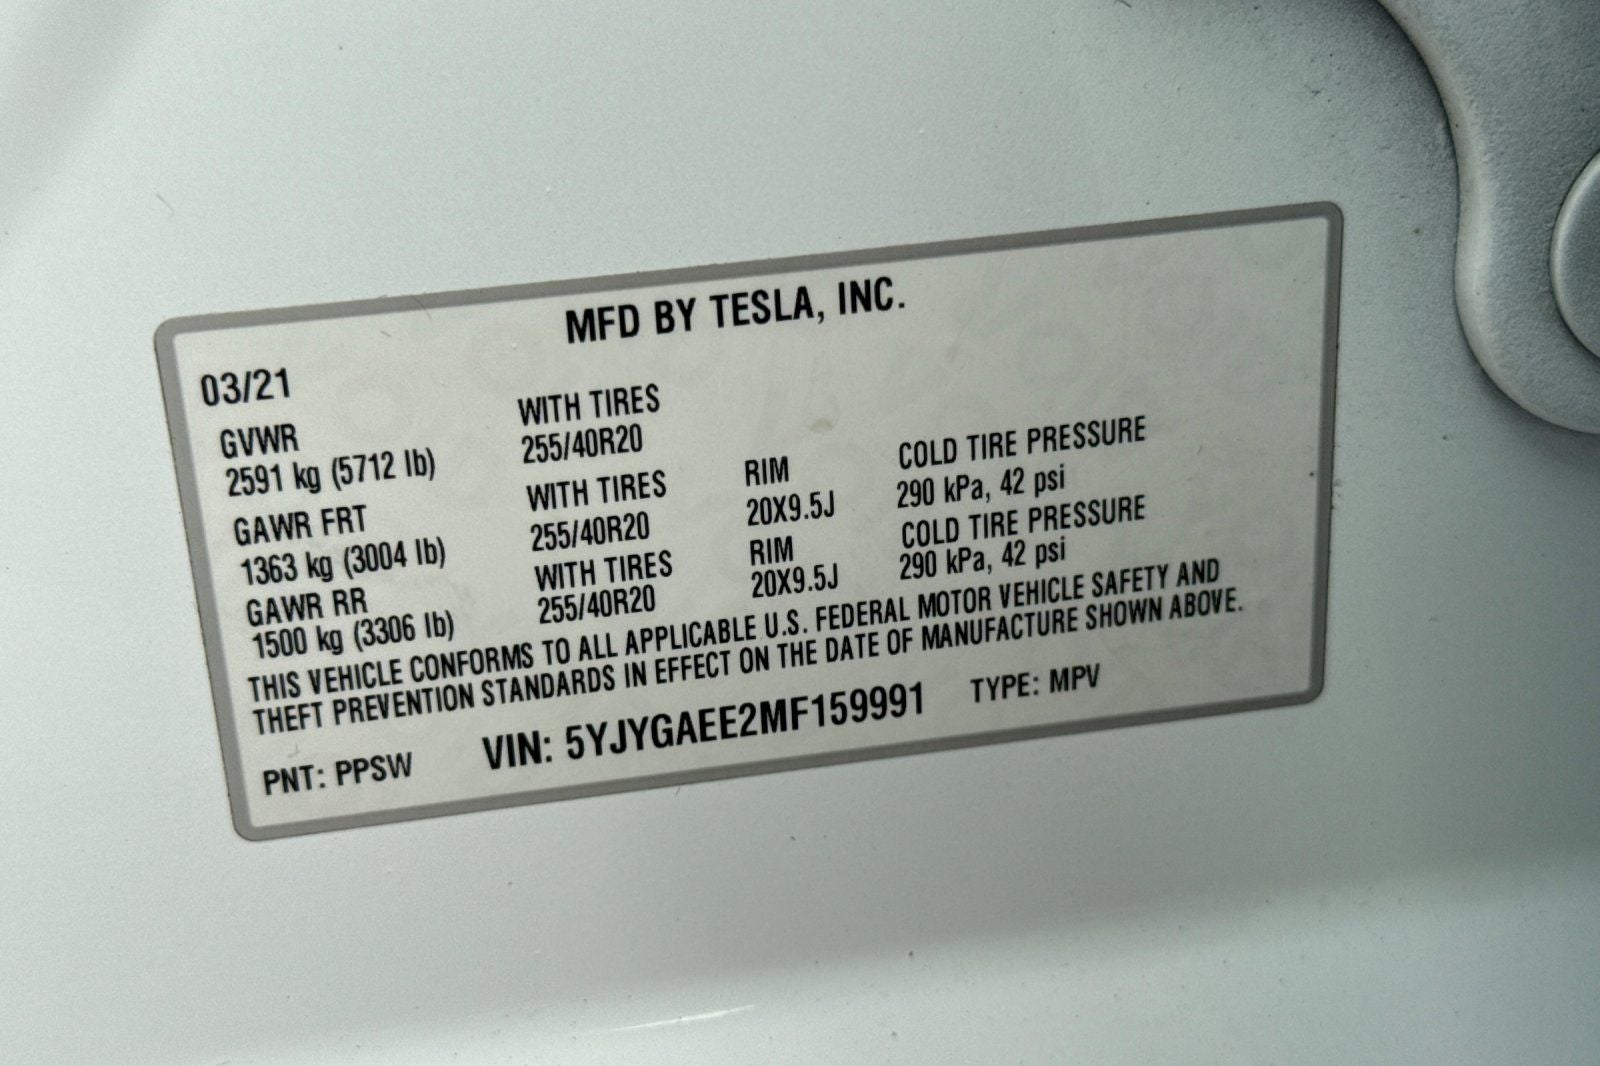 MFD BY TESLA, INC.
03/21
GVWR WITH TIRES
2591 kg (5712 lb) 255/40R20
GAWR FRT WITH TIRES RIM COLD TIRE PRESSURE
1363 kg (3004 lb) 255/40R20 20X9.5J 290 kPa, 42 psi
GAWR RR WITH TIRES RIM COLD TIRE PRESSURE
1500 kg (3306 lb) 255/40R20 20X9.5J 290 kPa, 42 psi
THIS VEHICLE CONFORMS TO ALL APPLICABLE U.S. FEDERAL MOTOR VEHICLE SAFETY AND
THEFT PREVENTION STANDARDS IN EFFECT ON THE DATE OF MANUFACTURE SHOWN ABOVE.
PNT: PPSW VIN: 5YJYGAEE2MF159991 TYPE: MPV